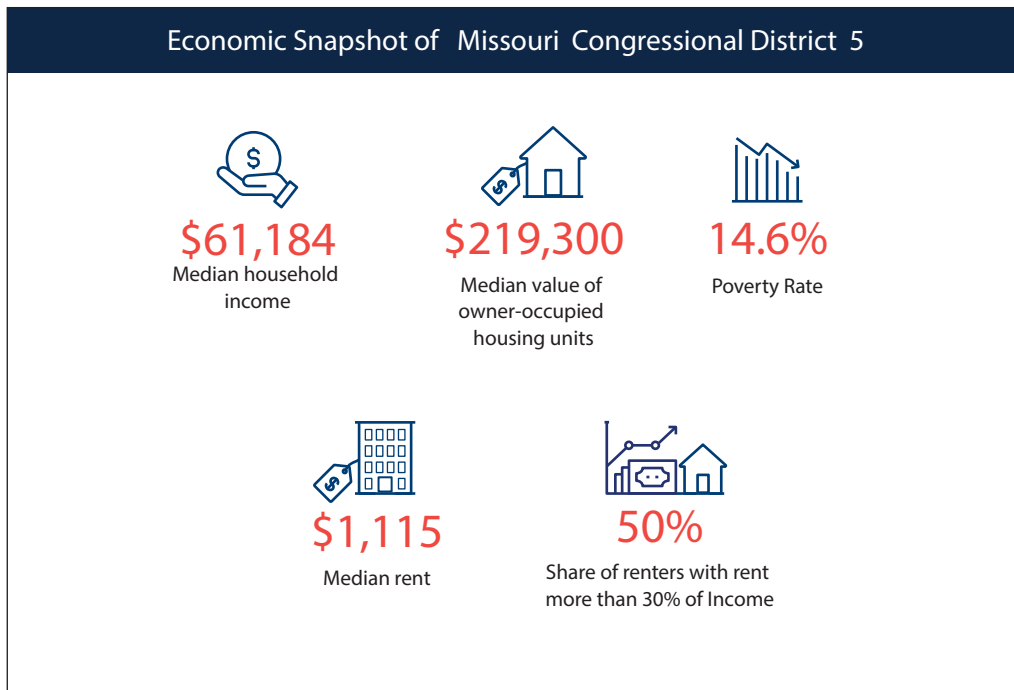 Economic Snapshot of Missouri Congressional District 5
$
$61,184
Median household
income
$
$219,300
Median value of
owner-occupied
housing units
14.6%
Poverty Rate
$
$1,115
Median rent
50%
Share of renters with rent
more than 30% of Income